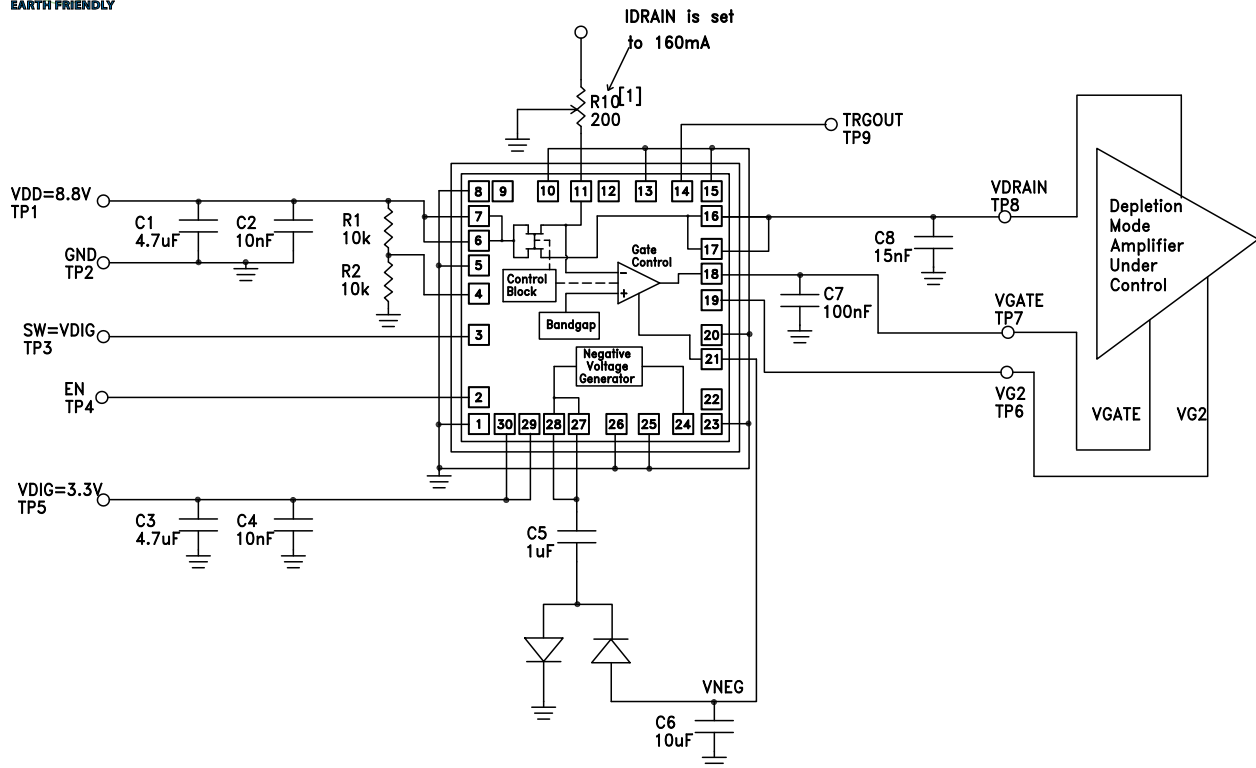 EARTH FRIENDLY
IDRAIN is set
to 160mA
R10[1]
200
TRGOUT
TP9
VDD=8.8V
TP1
C1
4.7uF
C2
10nF
R1
10k
GND
TP2
R2
10k
SW=VDIG
TP3
EN
TP4
VDIG=3.3V
TP5
C3
4.7uF
C4
10nF
8
9
10
11
12
13
14
15
7
6
5
4
3
2
1
30
29
28
27
26
25
24
23
16
17
18
19
20
21
22
Gate
Control
−
+
Control
Block
Bandgap
Negative
Voltage
Generator
VDRAIN
TP8
C8
15nF
C7
100nF
VGATE
TP7
VG2
TP6
Depletion
Mode
Amplifier
Under
Control
VGATE
VG2
C5
1uF
VNEG
C6
10uF